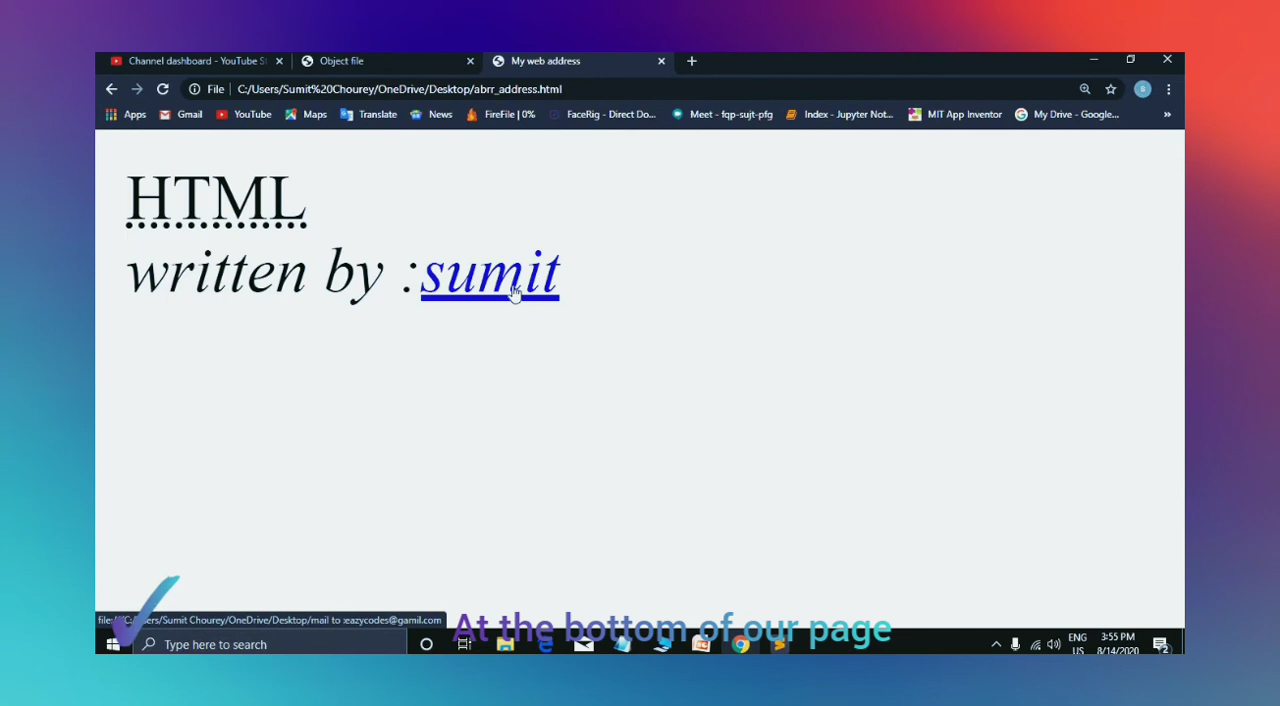 Channel dashboard - YouTube S
Object file
My web address
File
C:/Users/Sumit%20Chourey/OneDrive/Desktop/abrr_address.html
Apps
Gmail
YouTube
Maps
Translate
News
FireFile | 0%
FaceRig - Direct Do...
Meet - fqp-sujt-pfg
Index - Jupyter Not...
MIT App Inventor
My Drive - Google...
»
HTML
written by :sumit
Sumit Chourey/OneDrive/Desktop/mail to :eazycodes@gamil.com
At the bottom of our page
Type here to search
ENG
US
3:55 PM
8/14/2020
2